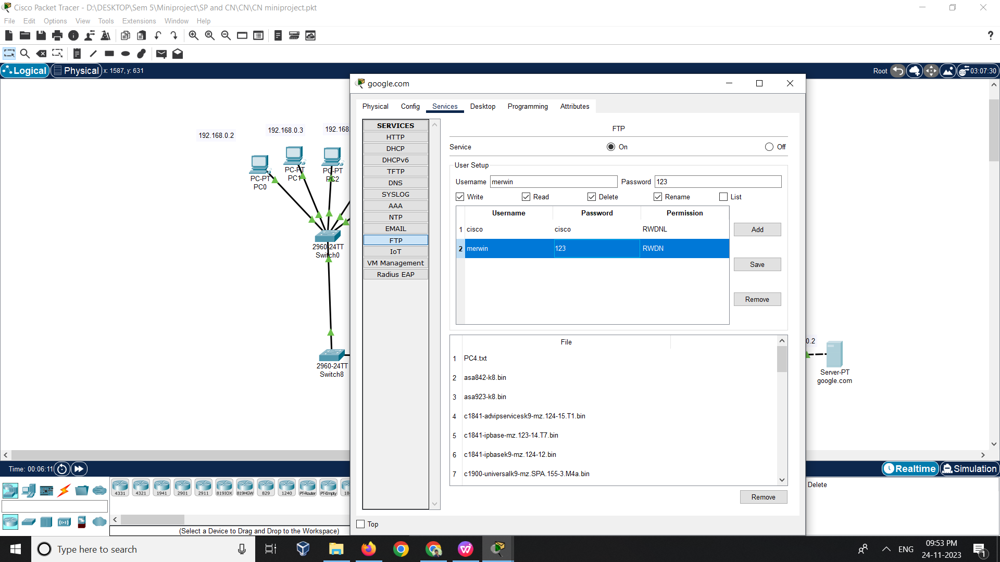 Cisco Packet Tracer - D:\DESKTOP\Sem 5\Miniproject\SP and CN\CN\CN miniproject.pkt
File Edit Options View Tools Extensions Window Help
?
Logical Physical x: 1587, y: 631
Root 03:07:30
google.com
Physical Config Services Desktop Programming Attributes
192.168.0.2
192.168.0.3
192.168
PC-PT
PC0
PC-PT
PC1
PC-PT
PC2
2960-24TT
Switch0
2960-24TT
Switch8
SERVICES
HTTP
DHCP
DHCPv6
TFTP
DNS
SYSLOG
AAA
NTP
EMAIL
FTP
IoT
VM Management
Radius EAP
FTP
Service On Off
User Setup
Username merwin Password 123
Write Read Delete Rename List
Username Password Permission
1 cisco cisco RWDNL
2 merwin 123 RWDN
Add
Save
Remove
File
1 PC4.txt
2 asa842-k8.bin
3 asa923-k8.bin
4 c1841-advipservicesk9-mz.124-15.T1.bin
5 c1841-ipbase-mz.123-14.T7.bin
6 c1841-ipbasek9-mz.124-12.bin
7 c1900-universalk9-mz.SPA.155-3.M4a.bin
Remove
Top
0.2
Server-PT
google.com
Time: 00:06:11
Realtime Simulation
4331 4321 1941 2901 2911 819IOX 819HGW 829 1240 PT-Router PT-Empty 18
(Select a Device to Drag and Drop to the Workspace)
Delete
Type here to search
ENG
09:53 PM
24-11-2023
1